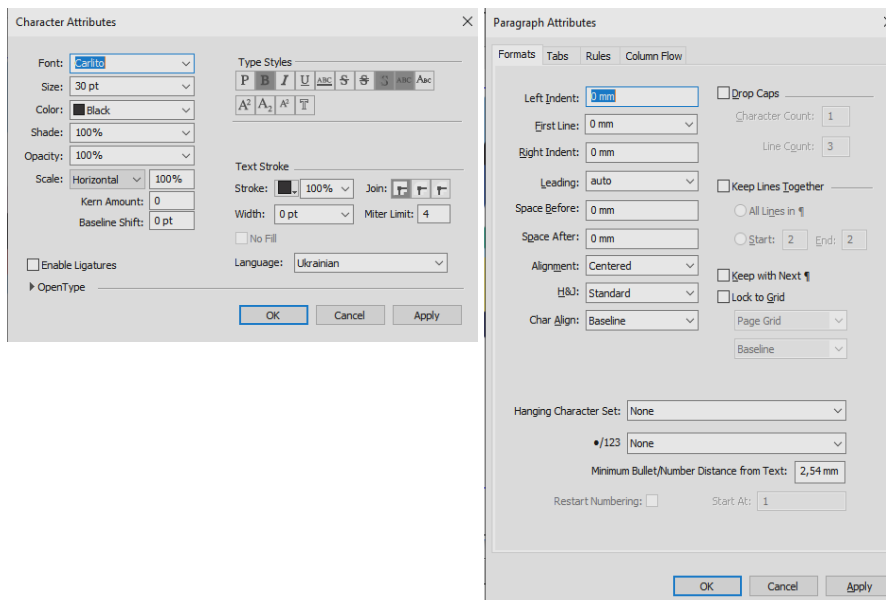 Character Attributes
Font: Carlito
Size: 30 pt
Color: Black
Shade: 100%
Opacity: 100%
Scale: Horizontal 100%
Kern Amount: 0
Baseline Shift: 0 pt
Enable Ligatures
OpenType
Type Styles
P B I U ABC S S S ABC ABC
A2 A2 A2 T
Text Stroke
Stroke: 100% Join:
Width: 0 pt Miter Limit: 4
No Fill
Language: Ukrainian
OK Cancel Apply
Paragraph Attributes
Formats Tabs Rules Column Flow
Left Indent: 0 mm
First Line: 0 mm
Right Indent: 0 mm
Leading: auto
Space Before: 0 mm
Space After: 0 mm
Alignment: Centered
H&J: Standard
Char Align: Baseline
Drop Caps
Character Count: 1
Line Count: 3
Keep Lines Together
All Lines in ¶
Start: 2 End: 2
Keep with Next ¶
Lock to Grid
Page Grid
Baseline
Hanging Character Set: None
•/123 None
Minimum Bullet/Number Distance from Text: 2,54 mm
Restart Numbering: Start At: 1
OK Cancel Apply